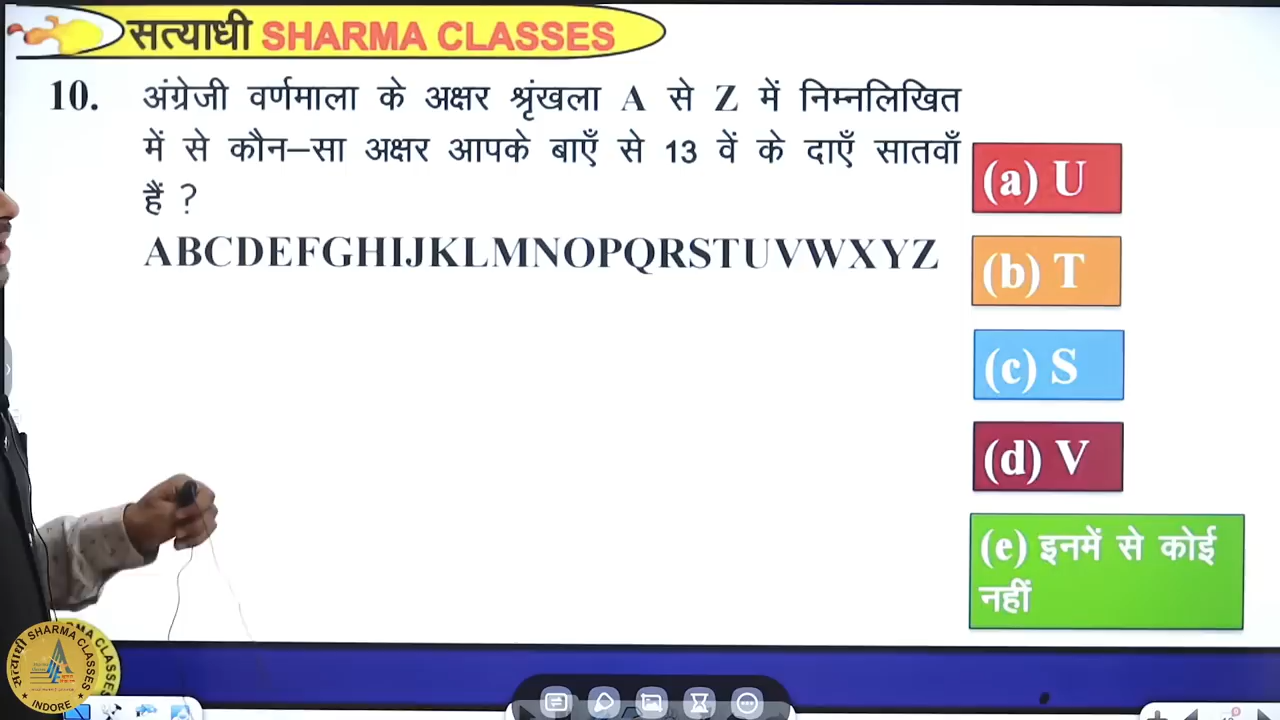 सत्याधी SHARMA CLASSES
10. अंग्रेजी वर्णमाला के अक्षर श्रृंखला A से Z में निम्नलिखित
में से कौन–सा अक्षर आपके बाएँ से 13 वें के दाएँ सातवाँ
हैं ?
ABCDEFGHIJKLMNOPQRSTUVWXYZ
(a) U
(b) T
(c) S
(d) V
(e) इनमें से कोई
नहीं
सत्याधी SHARMA CLASSES
INDORE